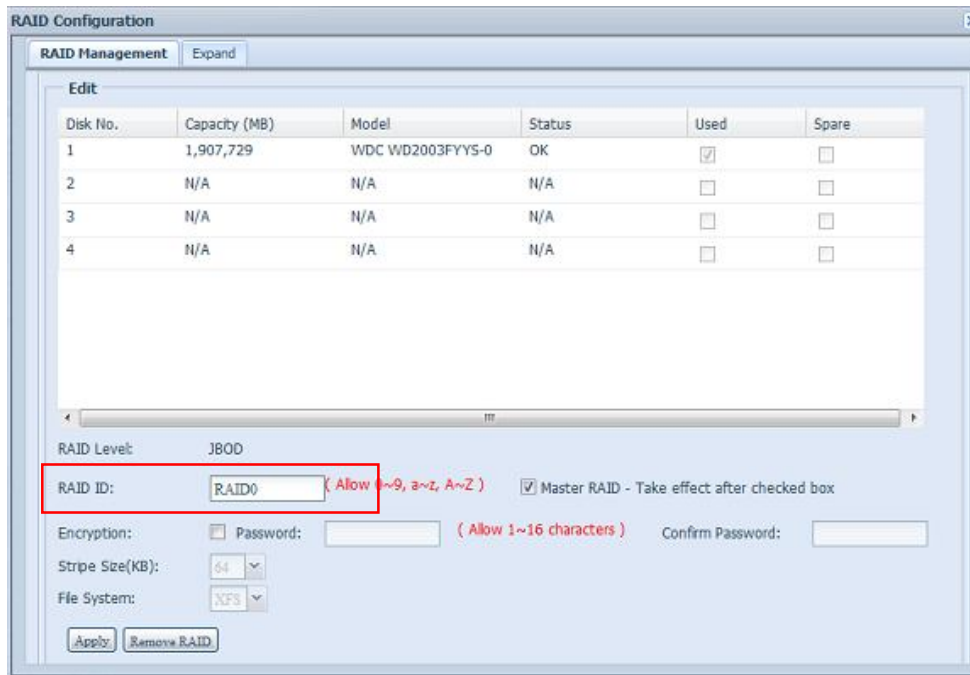 RAID Configuration
RAID Management Expand
Edit
Disk No. Capacity (MB) Model Status Used Spare
1 1,907,729 WDC WD2003FYYS-0 OK
2 N/A N/A N/A
3 N/A N/A N/A
4 N/A N/A N/A
RAID Level: JBOD
RAID ID: RAID0 ( Allow 0~9, a~z, A~Z ) Master RAID - Take effect after checked box
Encryption: Password: ( Allow 1~16 characters ) Confirm Password:
Stripe Size(KB): 64
File System: XFS
Apply Remove RAID